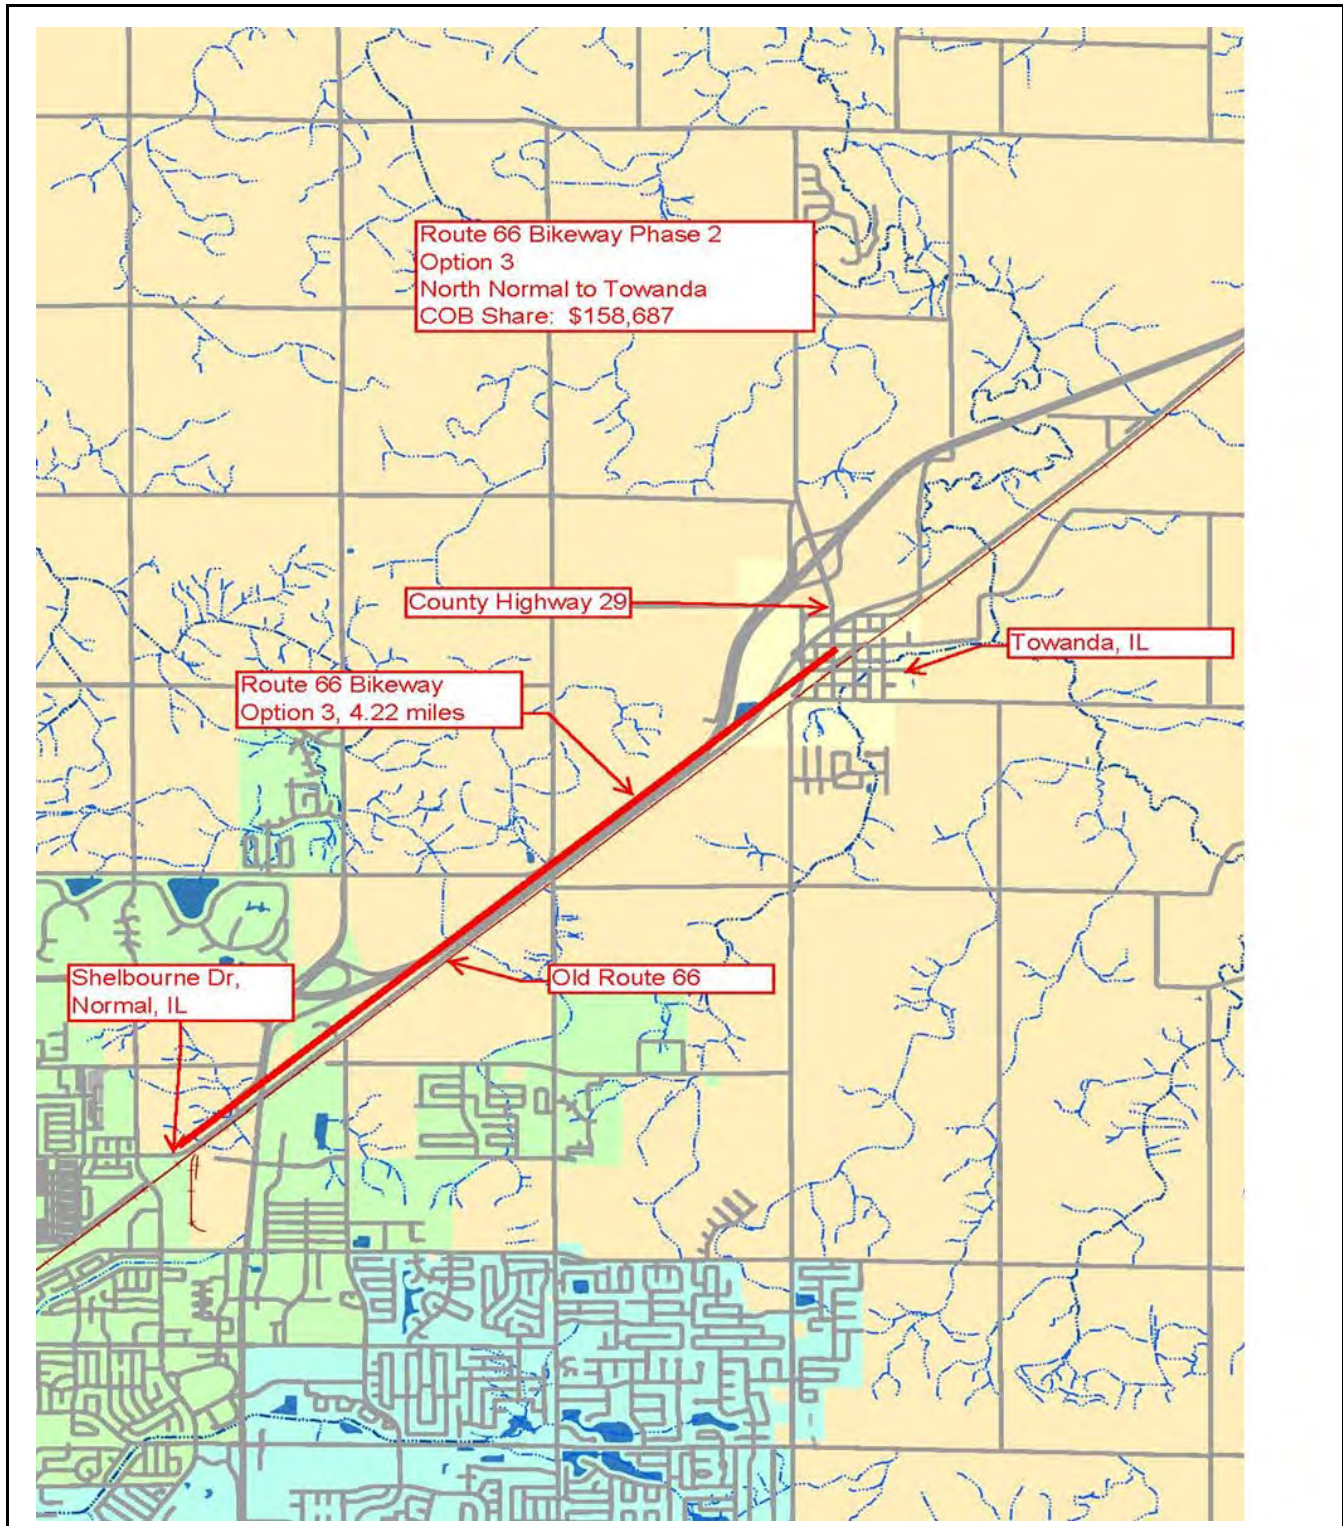 Route 66 Bikeway Phase 2
Option 3
North Normal to Towanda
COB Share:  $158,687
County Highway 29
Towanda, IL
Route 66 Bikeway
Option 3, 4.22 miles
Shelbourne Dr,
Normal, IL
Old Route 66